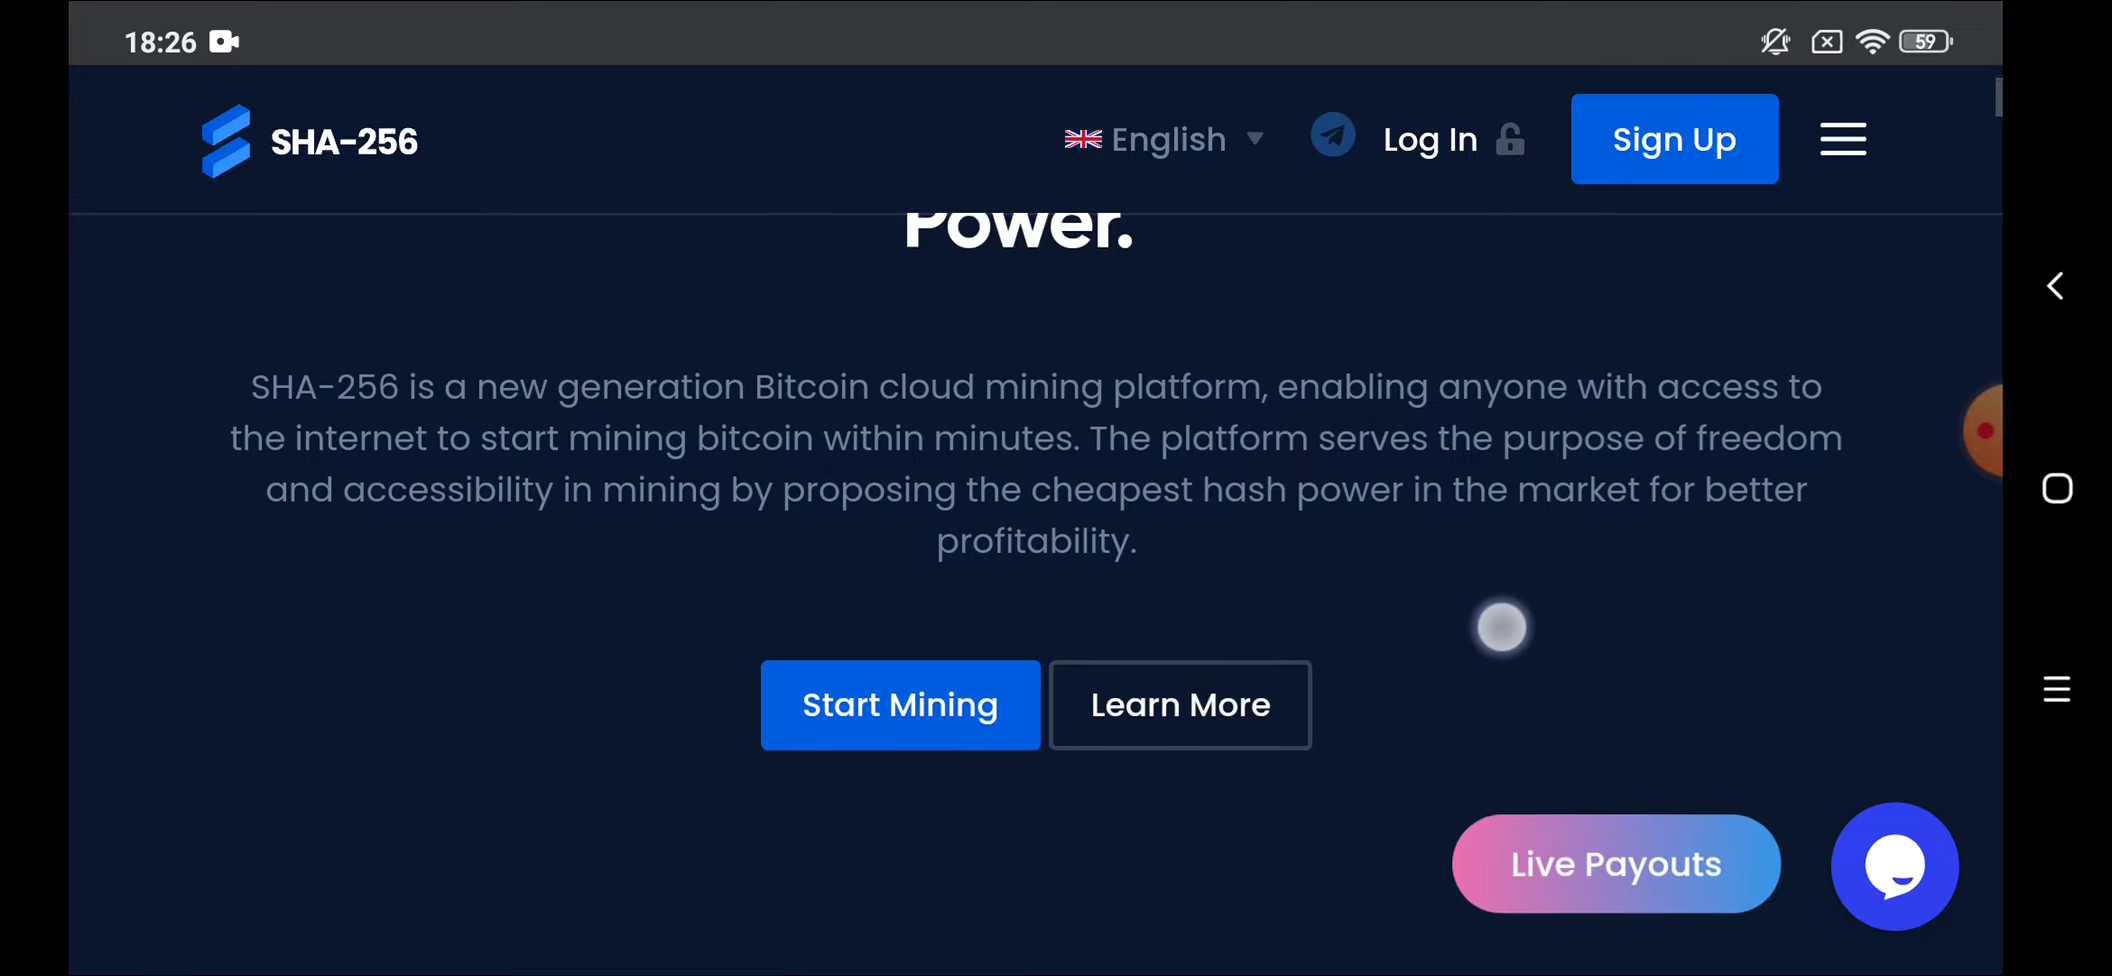 18:26
59
SHA-256
English
Log In
Sign Up
Power.
SHA-256 is a new generation Bitcoin cloud mining platform, enabling anyone with access to
the internet to start mining bitcoin within minutes. The platform serves the purpose of freedom
and accessibility in mining by proposing the cheapest hash power in the market for better
profitability.
Start Mining
Learn More
Live Payouts